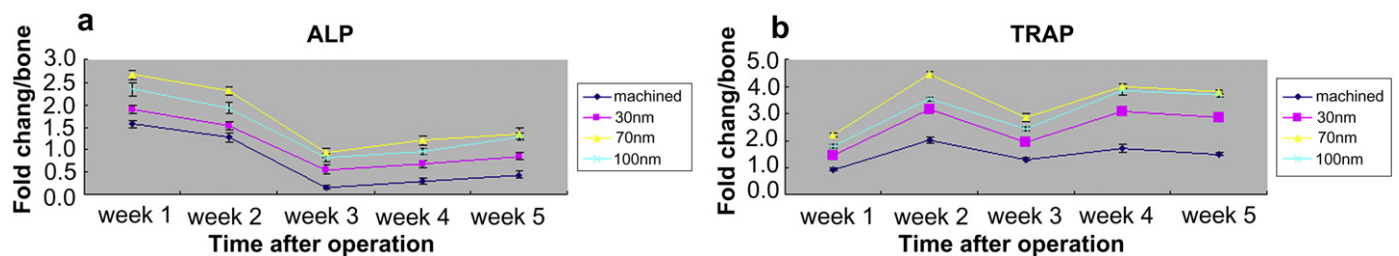 a
ALP
Fold chang/bone
3.0
2.5
2.0
1.5
1.0
0.5
0.0
week 1 week 2 week 3 week 4 week 5
Time after operation
machined
30nm
70nm
100nm
b
TRAP
Fold chang/bone
5.0
4.0
3.0
2.0
1.0
0.0
week 1 week 2 week 3 week 4 week 5
Time after operation
machined
30nm
70nm
100nm